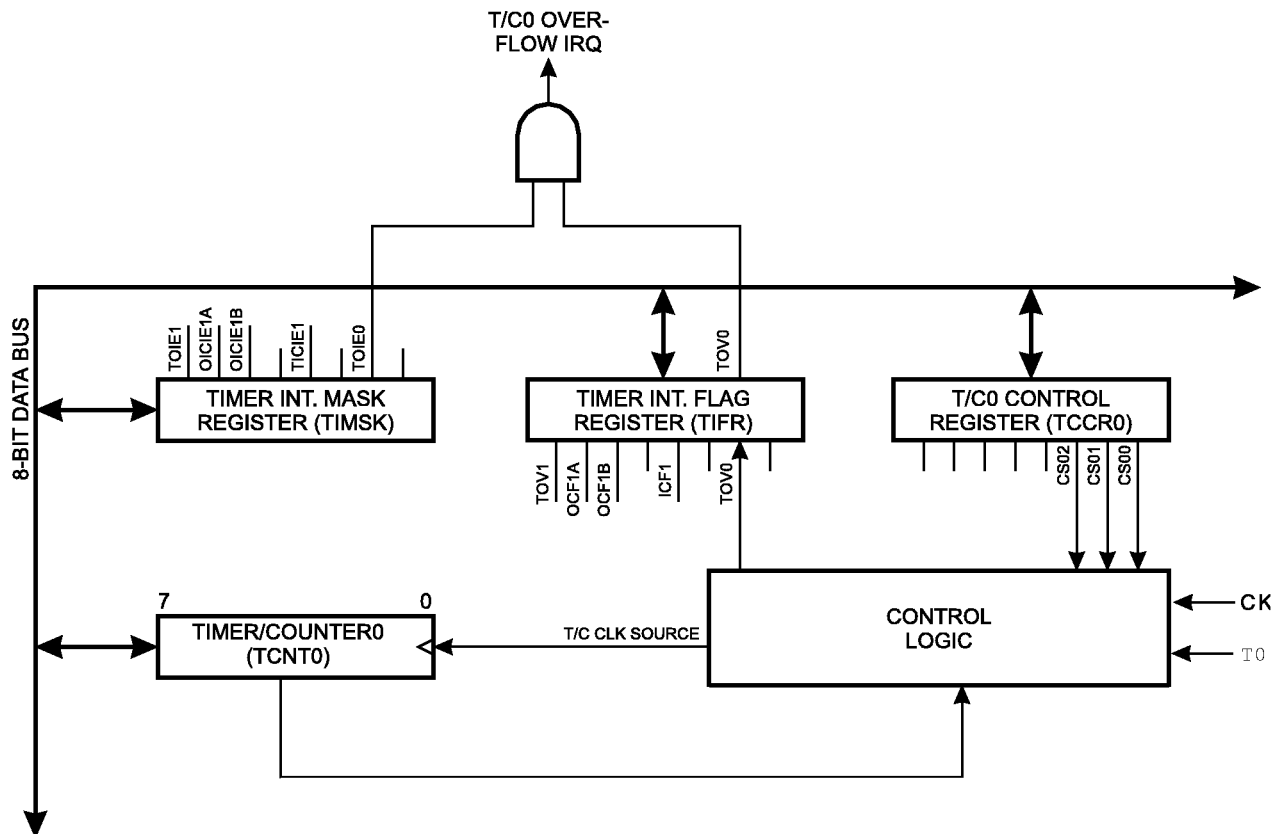 T/C0 OVER-
FLOW IRQ
8-BIT DATA BUS
TOIE1
OICIE1A
OICIE1B
TICIE1
TOIE0
TOV0
TIMER INT. MASK
REGISTER (TIMSK)
TIMER INT. FLAG
REGISTER (TIFR)
T/C0 CONTROL
REGISTER (TCCR0)
TOV1
OCF1A
OCF1B
ICF1
TOV0
CS02
CS01
CS00
7
0
TIMER/COUNTER0
(TCNT0)
T/C CLK SOURCE
CONTROL
LOGIC
CK
T0